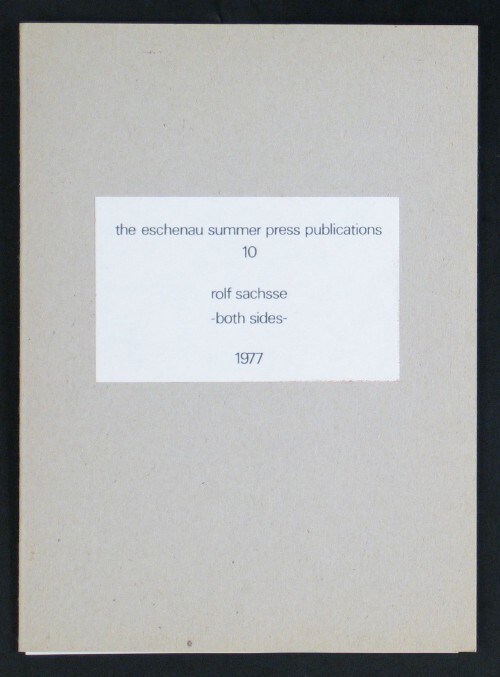 the eschenau summer press publications
10
rolf sachsse
-both sides-
1977